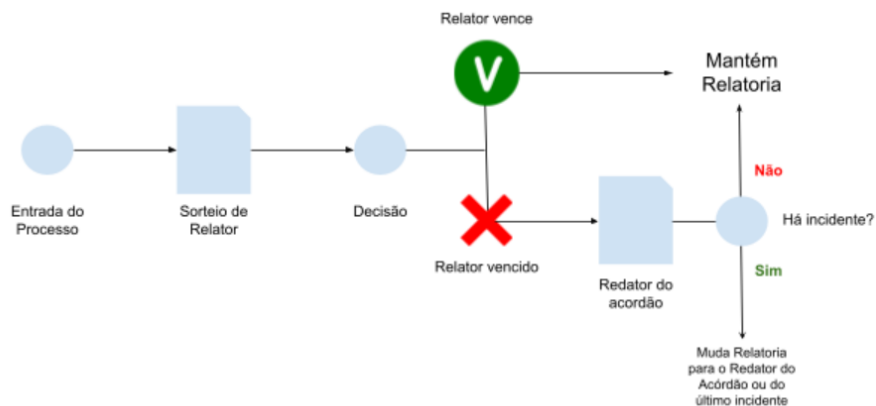 Relator vence
V
Mantém
Relatoria
Não
Entrada do
Processo
Sorteio de
Relator
Decisão
Há incidente?
Relator vencido
Sim
Redator do
acordão
Muda Relatoria
para o Redator do
Acórdão ou do
último incidente